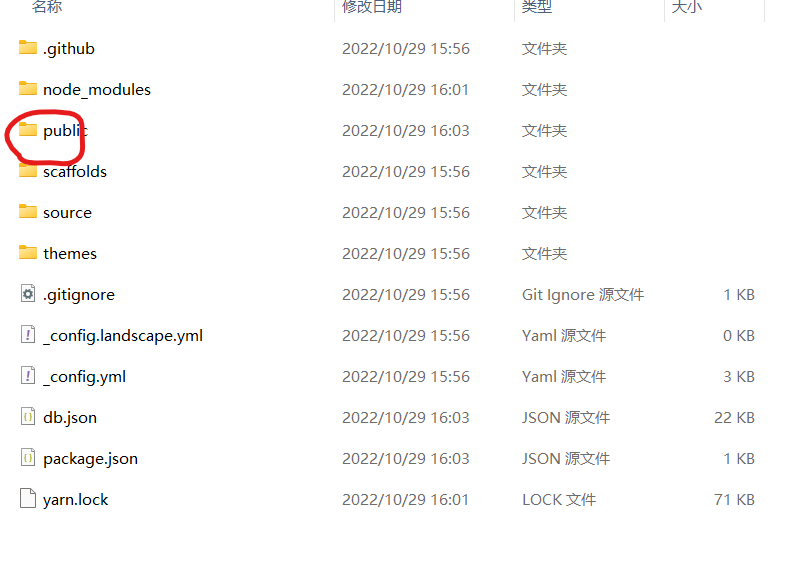 名称 修改日期 类型 大小
.github 2022/10/29 15:56 文件夹
node_modules 2022/10/29 16:01 文件夹
public 2022/10/29 16:03 文件夹
scaffolds 2022/10/29 15:56 文件夹
source 2022/10/29 15:56 文件夹
themes 2022/10/29 15:56 文件夹
.gitignore 2022/10/29 15:56 Git Ignore 源文件 1 KB
_config.landscape.yml 2022/10/29 15:56 Yaml 源文件 0 KB
_config.yml 2022/10/29 15:56 Yaml 源文件 3 KB
db.json 2022/10/29 16:03 JSON 源文件 22 KB
package.json 2022/10/29 16:03 JSON 源文件 1 KB
yarn.lock 2022/10/29 16:01 LOCK 文件 71 KB